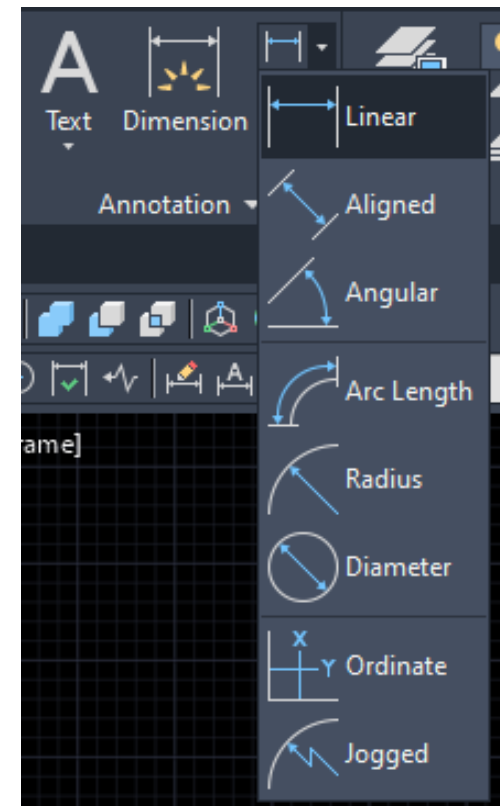 A
Text
Dimension
Linear
Aligned
Annotation
Angular
A
Arc Length
ame]
Radius
Diameter
X
Y
Ordinate
Jogged